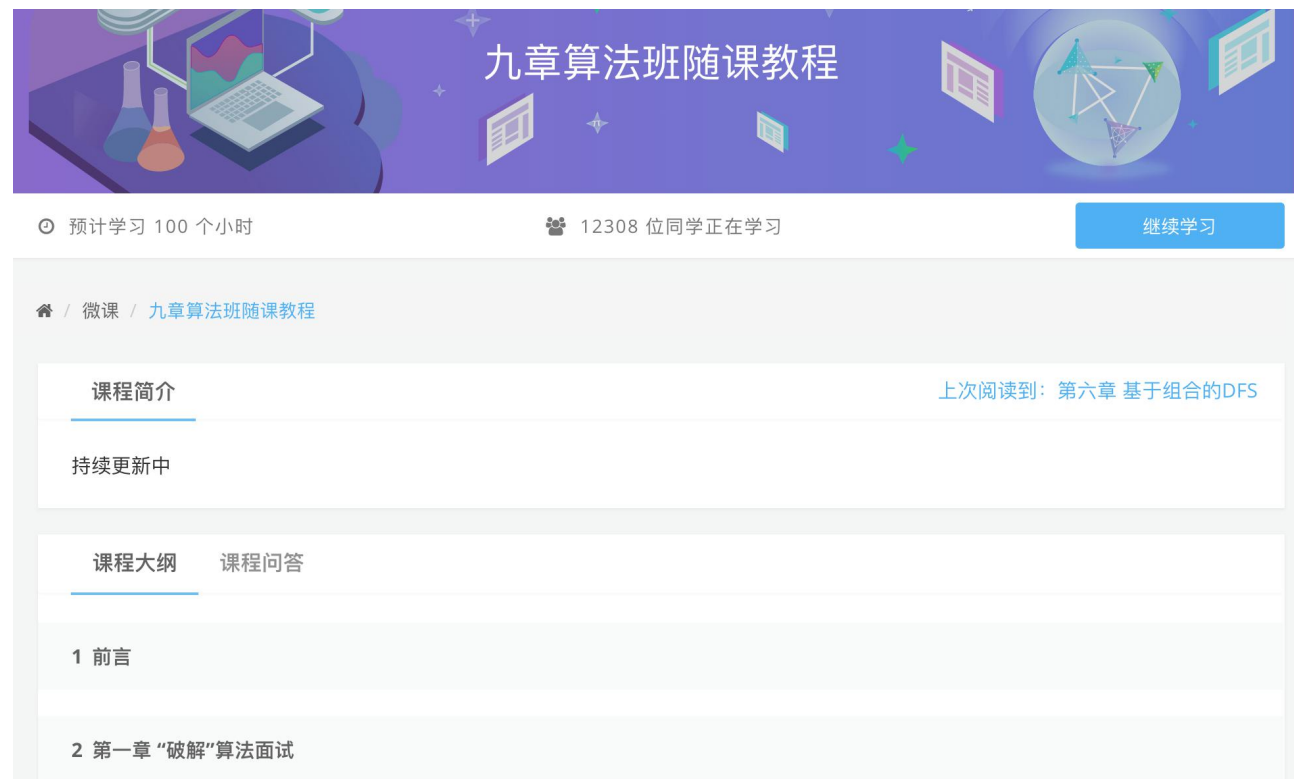 九章算法班随课教程
预计学习 100 个小时
12308 位同学正在学习
继续学习
/ 微课 / 九章算法班随课教程
课程简介
上次阅读到：第六章 基于组合的DFS
持续更新中
课程大纲 课程问答
1 前言
2 第一章 “破解”算法面试